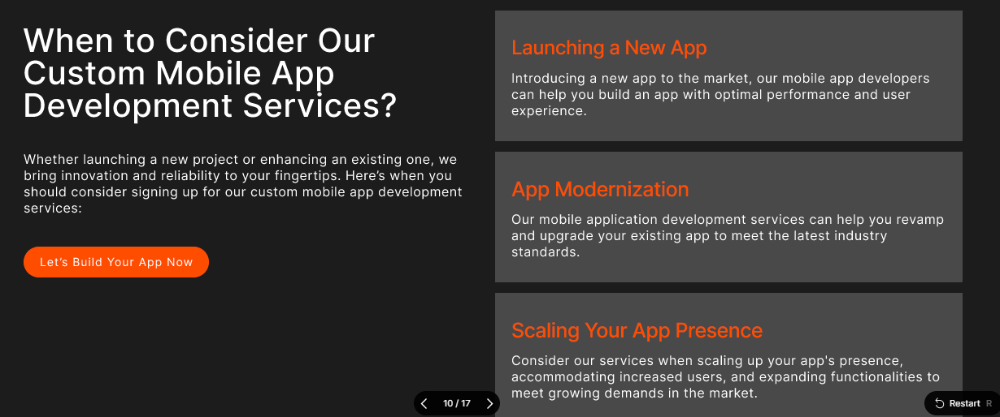 When to Consider Our
Custom Mobile App
Development Services?
Whether launching a new project or enhancing an existing one, we
bring innovation and reliability to your fingertips. Here’s when you
should consider signing up for our custom mobile app development
services:
Let’s Build Your App Now
Launching a New App
Introducing a new app to the market, our mobile app developers
can help you build an app with optimal performance and user
experience.
App Modernization
Our mobile application development services can help you revamp
and upgrade your existing app to meet the latest industry
standards.
Scaling Your App Presence
Consider our services when scaling up your app's presence,
accommodating increased users, and expanding functionalities to
meet growing demands in the market.
10 / 17
Restart R